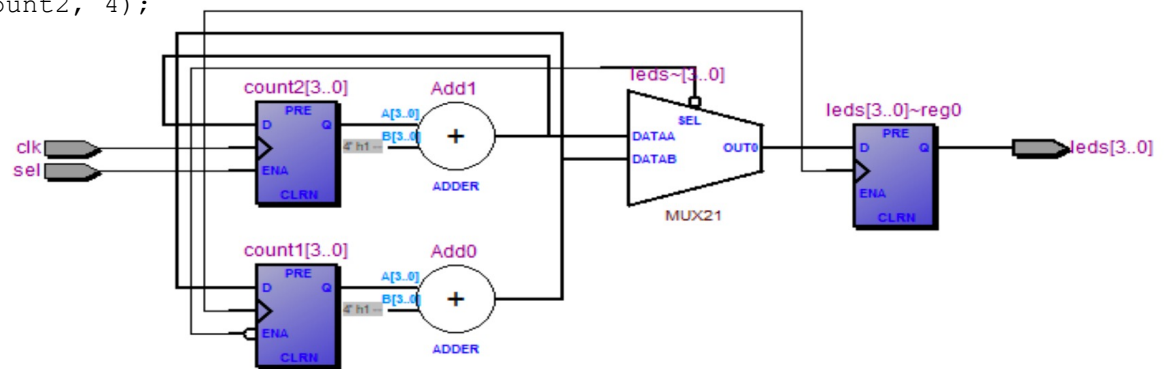 ount2, 4);
count2[3..0]
PRE
D
Q
ENA
CLRN
clk
sel
Add1
A[3..0]
B[3..0]
4' h1 --
+
ADDER
leds~[3..0]
SEL
DATAA
DATAB
OUT0
MUX21
leds[3..0]~reg0
PRE
D
Q
ENA
CLRN
leds[3..0]
count1[3..0]
PRE
D
Q
ENA
CLRN
Add0
A[3..0]
B[3..0]
4' h1 --
+
ADDER